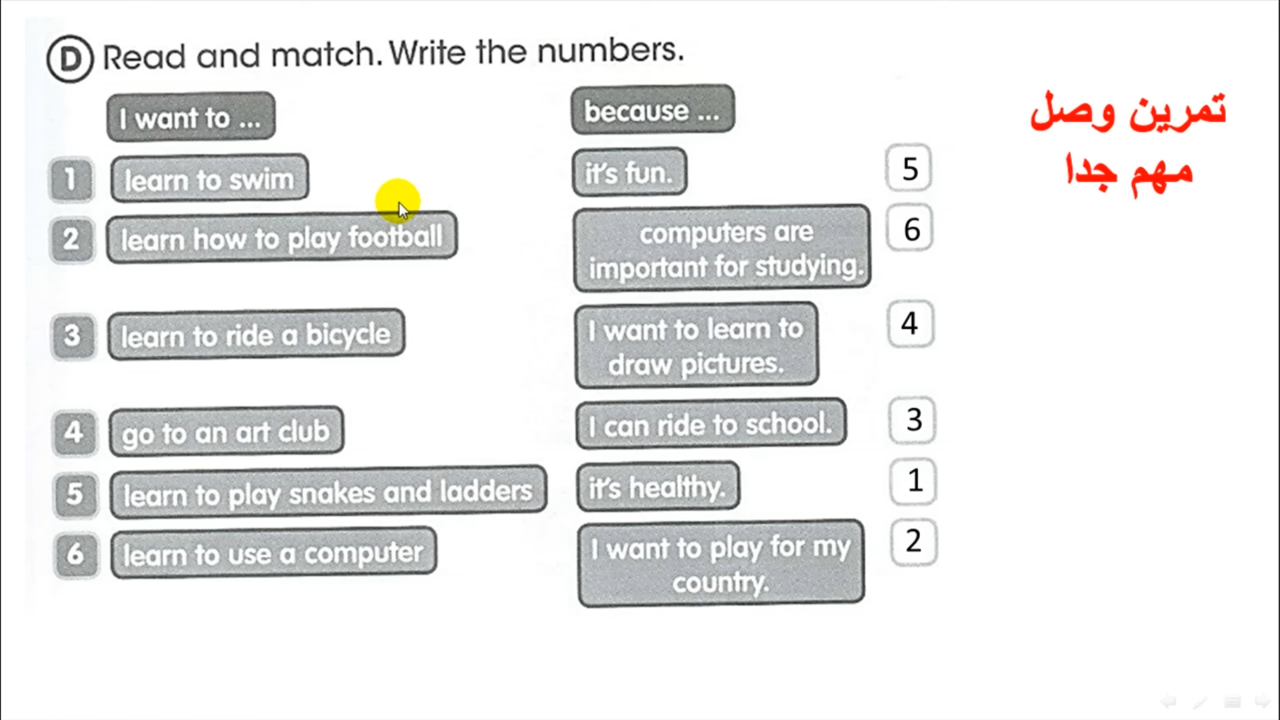 D Read and match. Write the numbers.
I want to ...
because ...
تمرين وصل
مهم جدا
1 learn to swim
it's fun.
5
2 learn how to play football
computers are
important for studying.
6
3 learn to ride a bicycle
I want to learn to
draw pictures.
4
4 go to an art club
I can ride to school.
3
5 learn to play snakes and ladders
it's healthy.
1
6 learn to use a computer
I want to play for my
country.
2